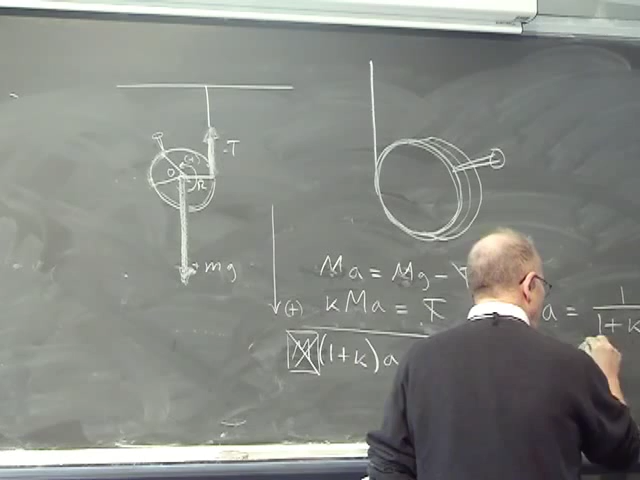 T
(+)
O
R
mg
Ma = Mg -
kMa = T
(+)
M(1+k)a
a = 1/1+k